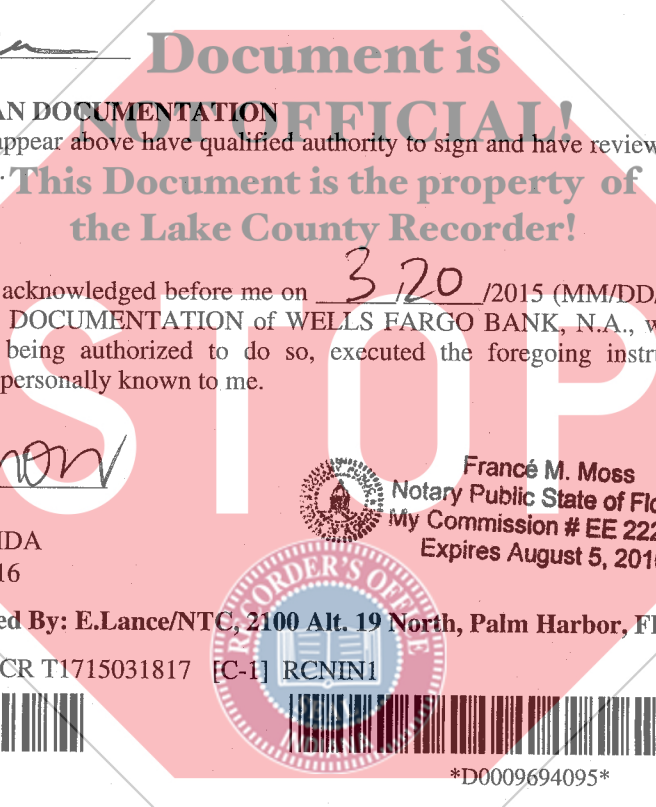 Document is
AN DOCUMENTATION
NOT OFFICIAL!
appear above have qualified authority to sign and have review
.
This Document is the property of
the Lake County Recorder!
acknowledged before me on 3 /20 /2015 (MM/DD/
DOCUMENTATION of WELLS FARGO BANK, N.A., w
being authorized to do so, executed the foregoing instru
personally known to me.
Francé M. Moss
Notary Public State of Flo
My Commission # EE 222
Expires August 5, 201
IDA
16
RECORDER'S OFFICE
ed By: E.Lance/NTC, 2100 Alt. 19 North, Palm Harbor, FL
CR T1715031817 [C-1] RCNIN1
SEAL
INDIANA
*D0009694095*
STOP